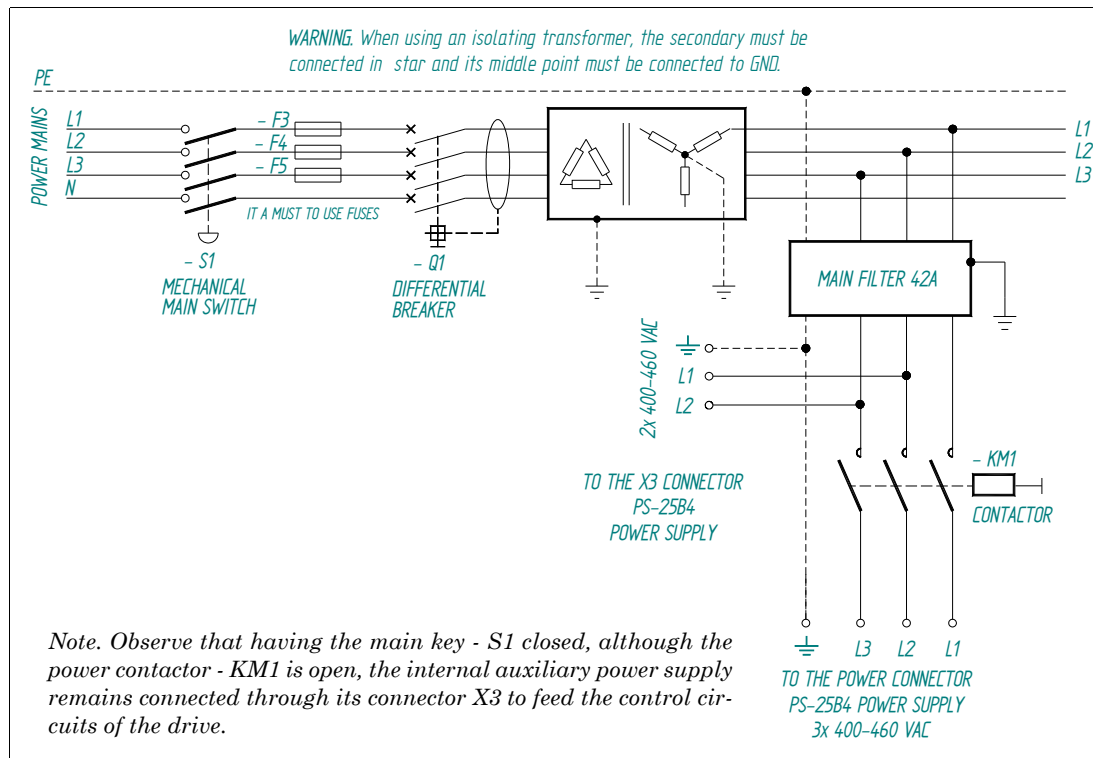 WARNING. When using an isolating transformer, the secondary must be
connected in star and its middle point must be connected to GND.
PE
POWER MAINS
L1
L2
L3
N
- F3
- F4
- F5
IT A MUST TO USE FUSES
- S1
MECHANICAL
MAIN SWITCH
- Q1
DIFFERENTIAL
BREAKER
L1
L2
L3
MAIN FILTER 42A
2x 400-460 VAC
L1
L2
TO THE X3 CONNECTOR
PS-25B4
POWER SUPPLY
- KM1
CONTACTOR
L3
L2
L1
TO THE POWER CONNECTOR
PS-25B4 POWER SUPPLY
3x 400-460 VAC
Note. Observe that having the main key - S1 closed, although the
power contactor - KM1 is open, the internal auxiliary power supply
remains connected through its connector X3 to feed the control cir-
cuits of the drive.